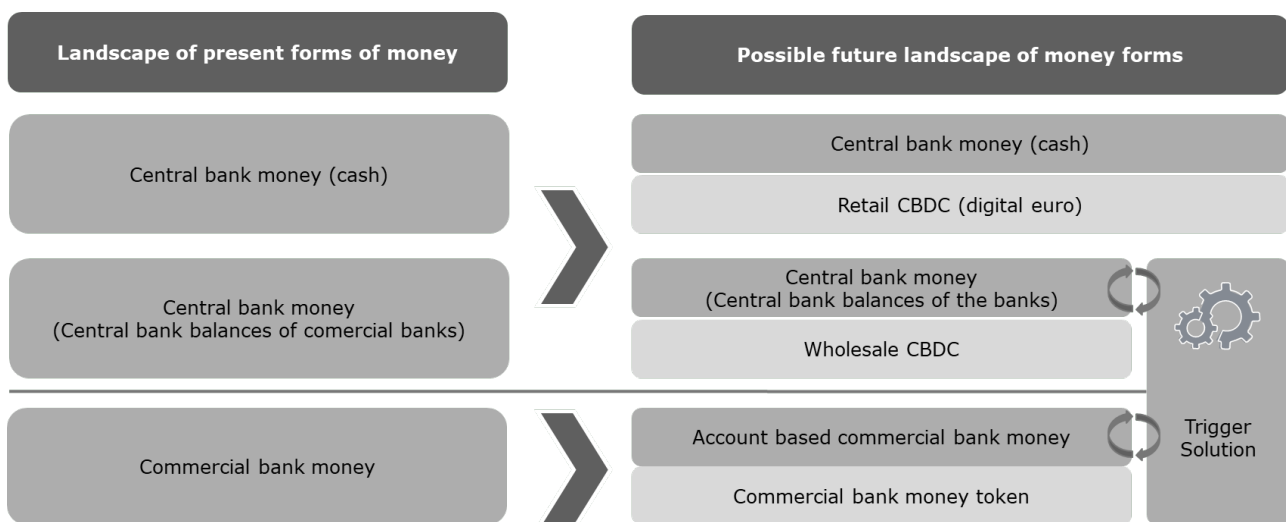 Landscape of present forms of money
Possible future landscape of money forms
Central bank money (cash)
Central bank money (cash)
Retail CBDC (digital euro)
Central bank money
(Central bank balances of comercial banks)
Central bank money
(Central bank balances of the banks)
Wholesale CBDC
Commercial bank money
Account based commercial bank money
Commercial bank money token
Trigger
Solution